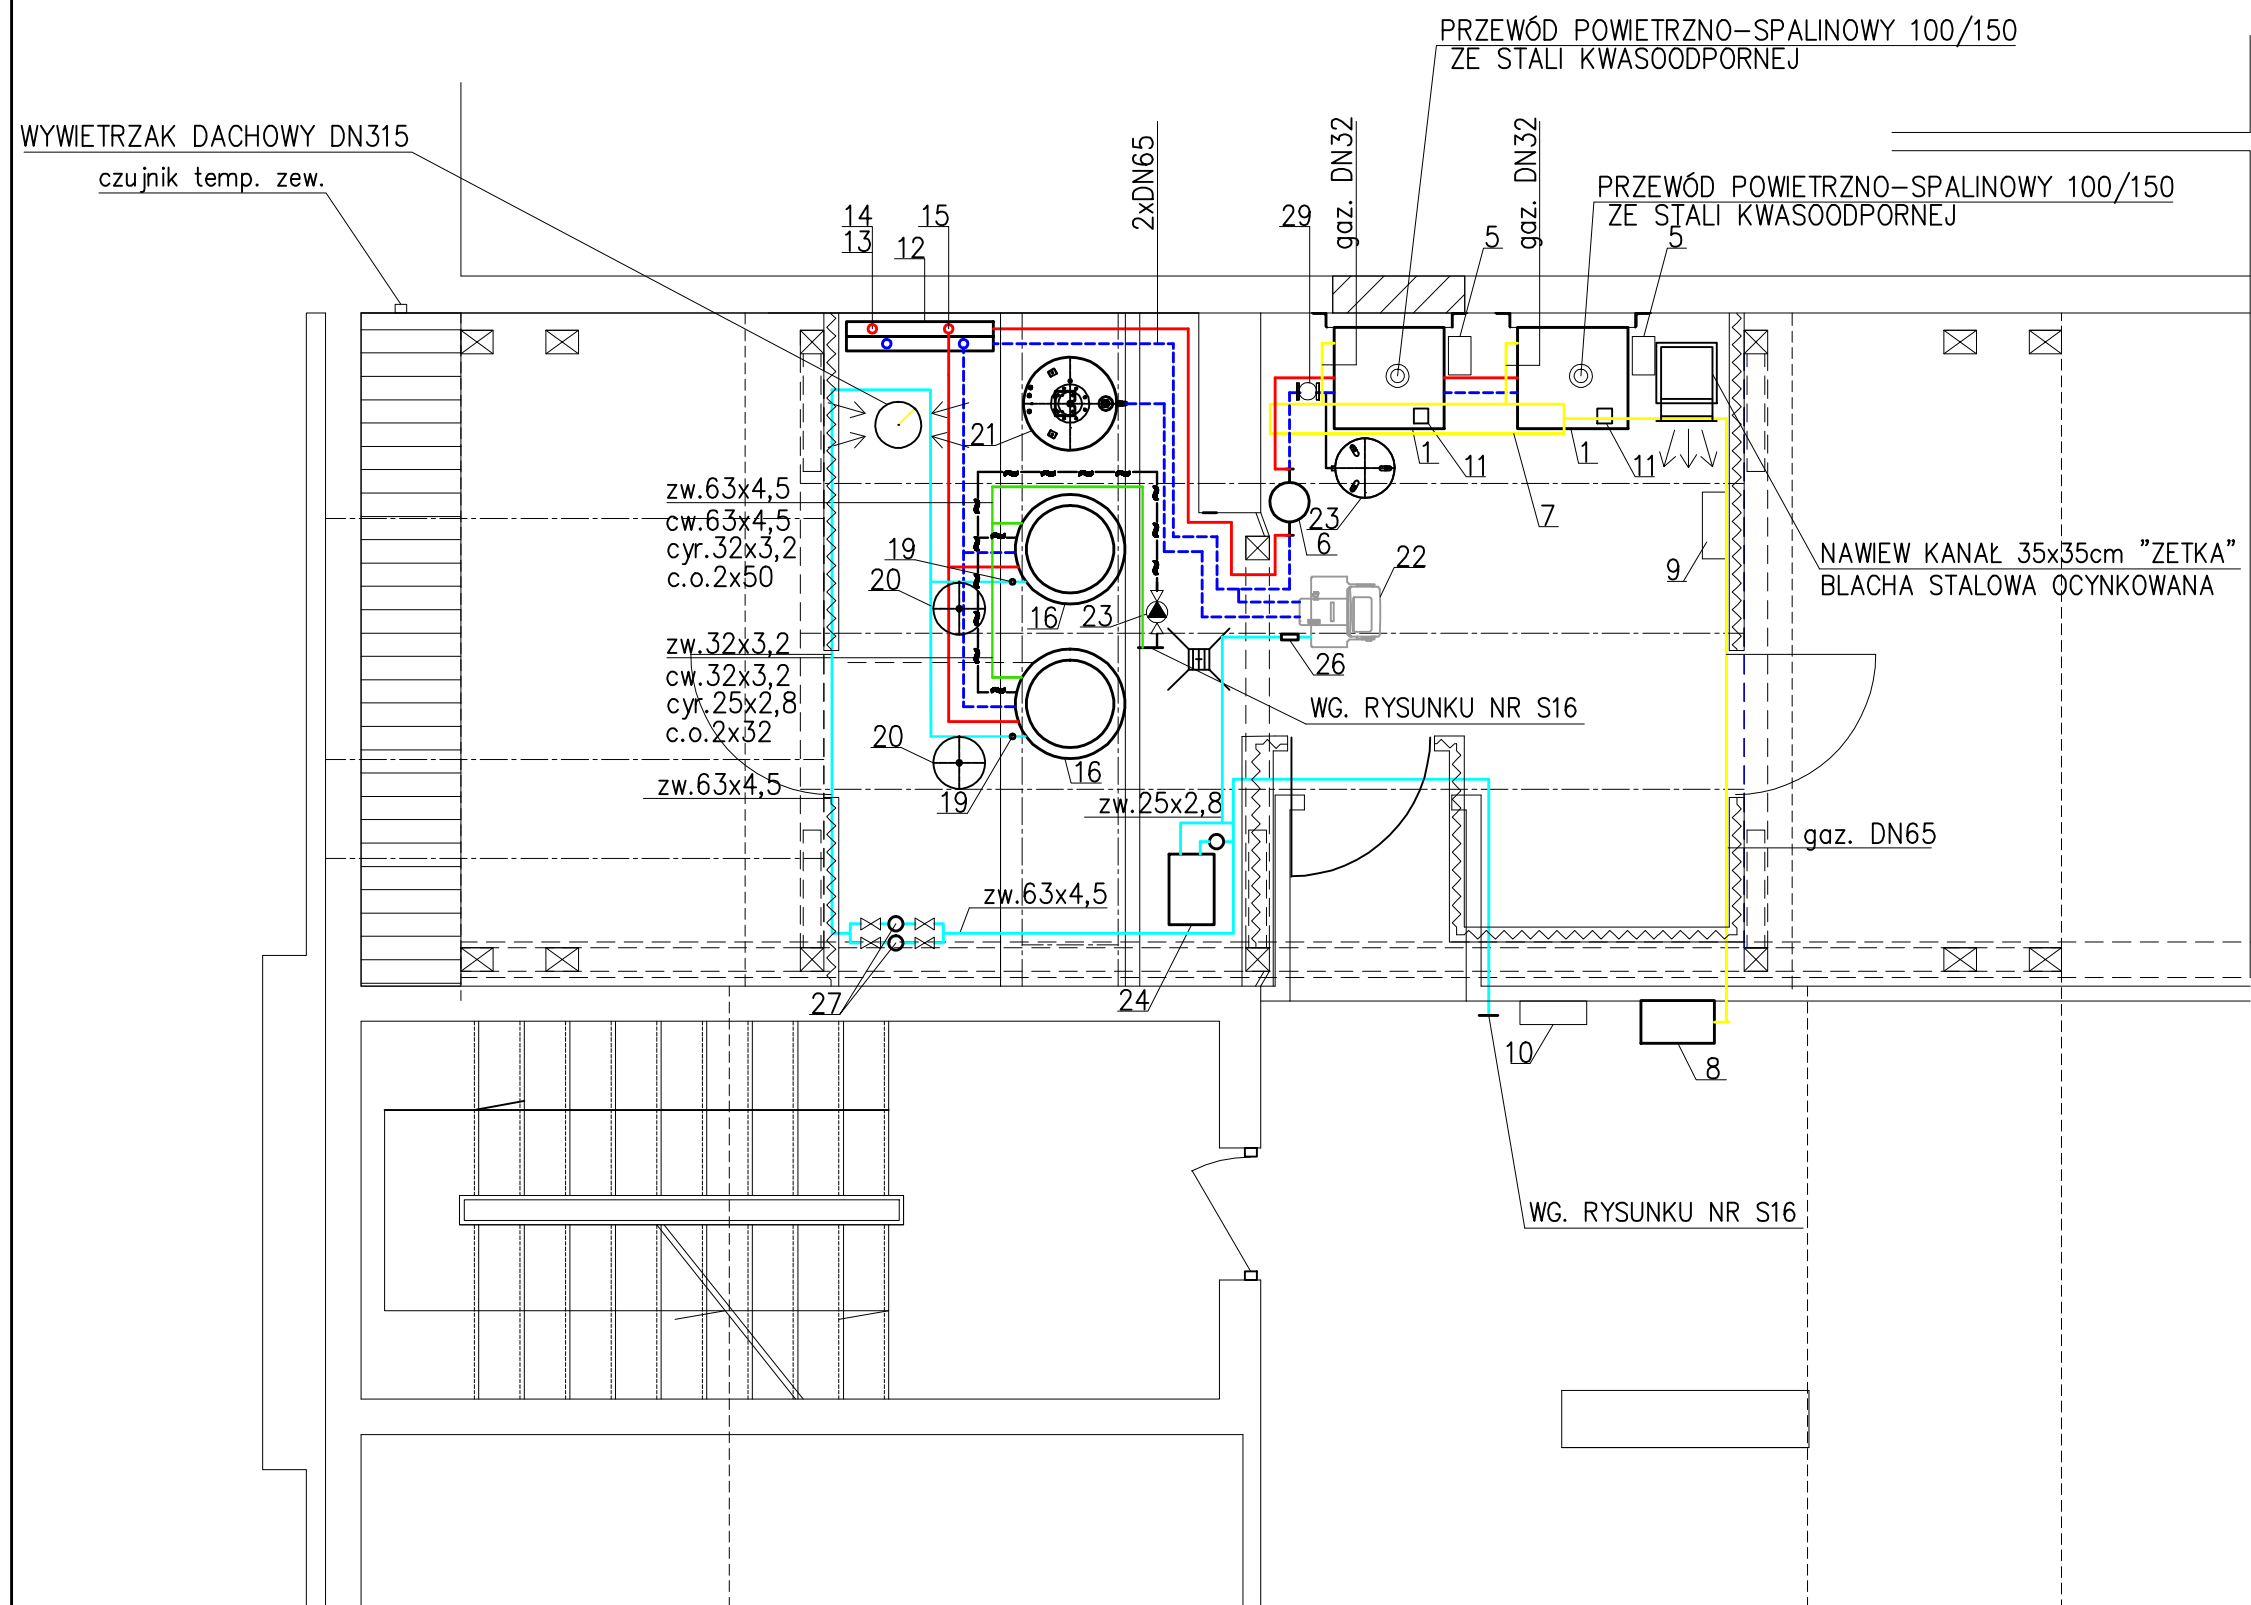 PRZEWÓD POWIETRZNO-SPALINOWY 100/150
ZE STALI KWASOODPORNEJ
WYWIETRZAK DACHOWY DN315
czujnik temp. zew.
2xDN65
gaz. DN32
gaz. DN32
PRZEWÓD POWIETRZNO-SPALINOWY 100/150
ZE STALI KWASOODPORNEJ
14
13
15
12
29
5
5
21
1
11
1
11
7
zw.63x4,5
cw.63x4,5
cyr.32x3,2
c.o.2x50
19
20
16
23
23
6
22
9
NAWIEW KANAŁ 35x35cm "ZETKA"
BLACHA STALOWA OCYNKOWANA
zw.32x3,2
cw.32x3,2
cyr.25x2,8
c.o.2x32
26
WG. RYSUNKU NR S16
20
16
19
zw.63x4,5
zw.25x2,8
gaz. DN65
zw.63x4,5
27
24
10
8
WG. RYSUNKU NR S16